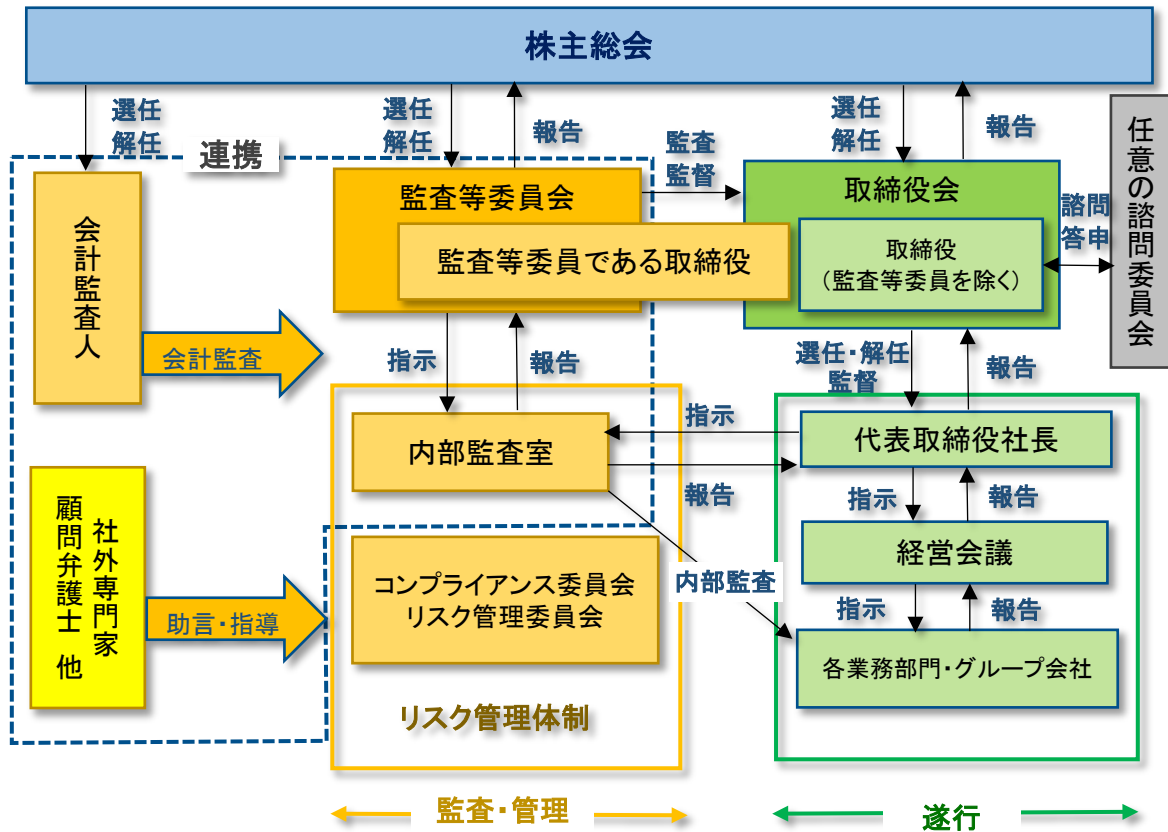 株主総会
選任
解任
選任
解任
報告
選任
解任
報告
連携
監査
監督
任意の諮問委員会
会計監査人
監査等委員会
監査等委員である取締役
取締役会
取締役
（監査等委員を除く）
諮問
答申
会計監査
指示
報告
選任・解任
監督
報告
内部監査室
指示
報告
代表取締役社長
指示
報告
社外専門家
顧問弁護士 他
助言・指導
コンプライアンス委員会
リスク管理委員会
内部監査
経営会議
指示
報告
各業務部門・グループ会社
リスク管理体制
監査・管理
遂行